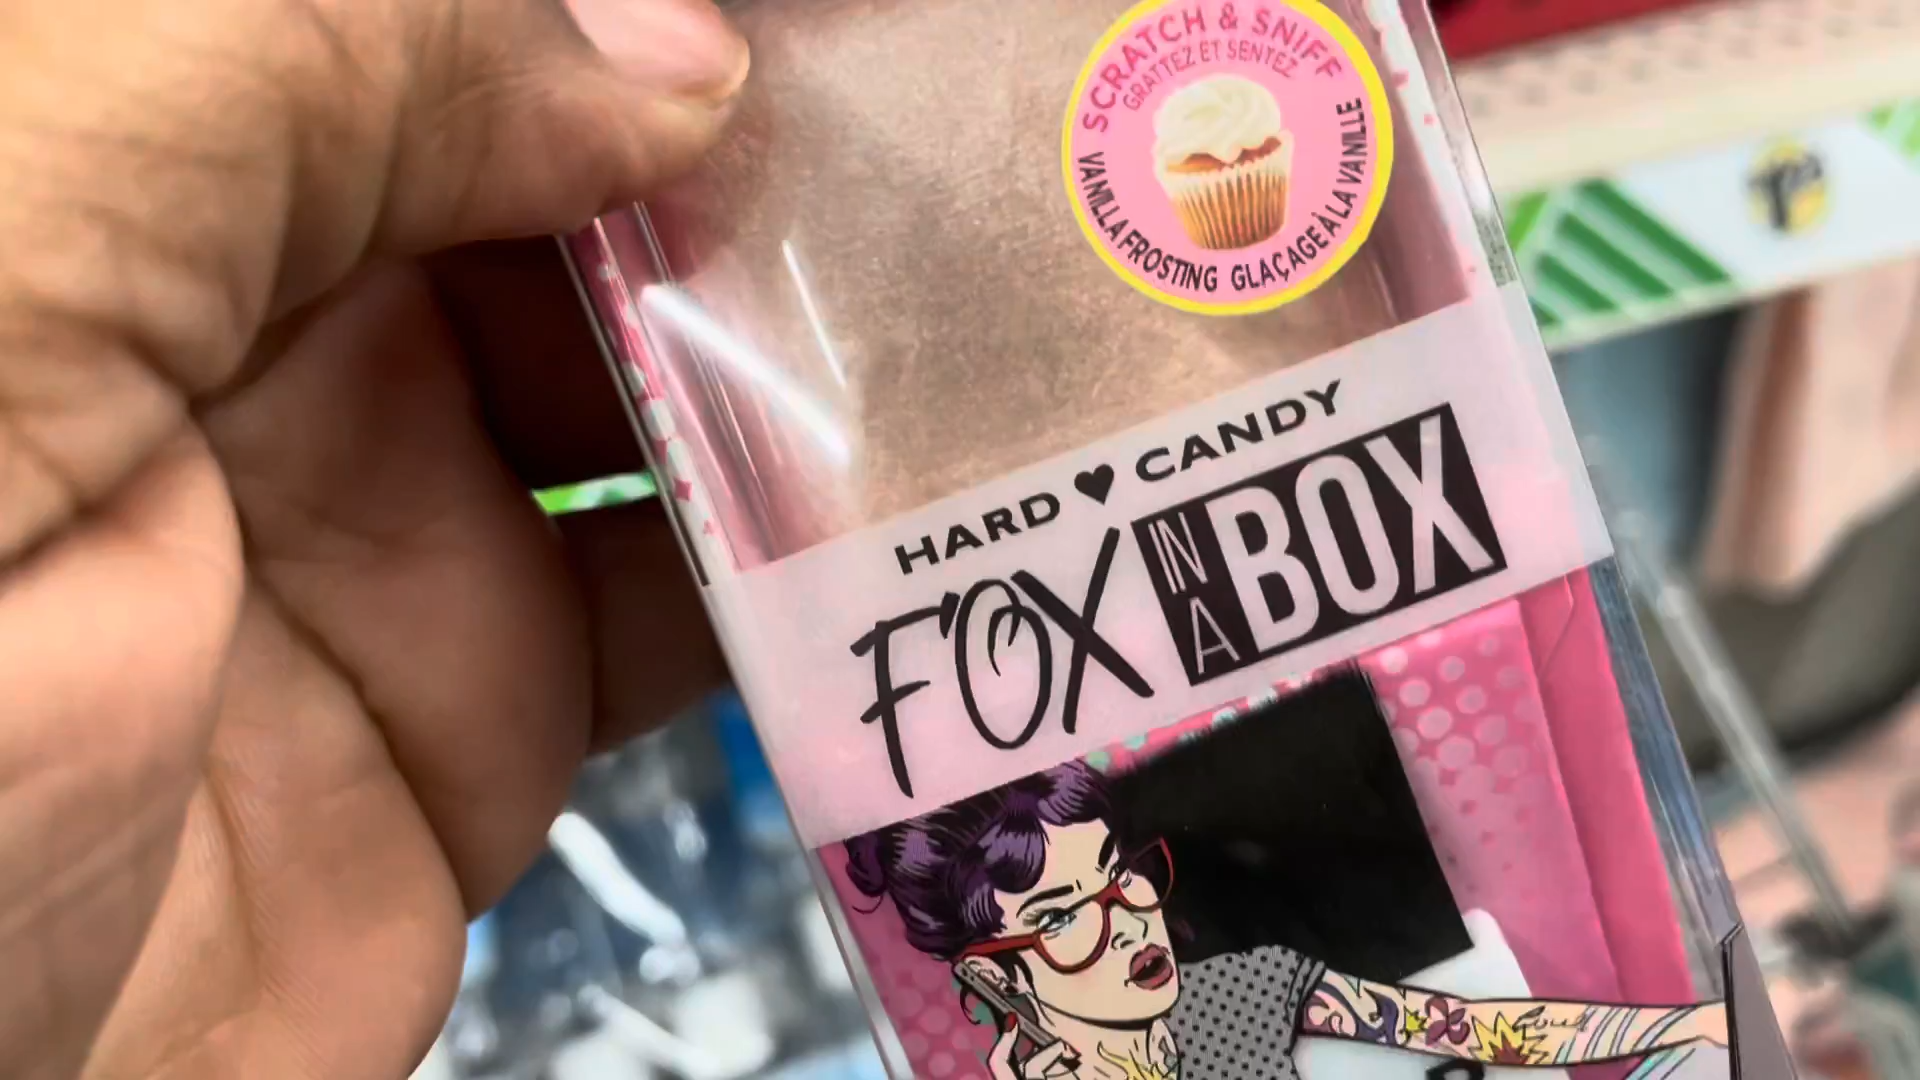 SCRATCH & SNIFF
GRATTEZ ET SENTEZ
VANILLA FROSTING GLAÇAGE À LA VANILLE
HARD CANDY
FOX IN A BOX